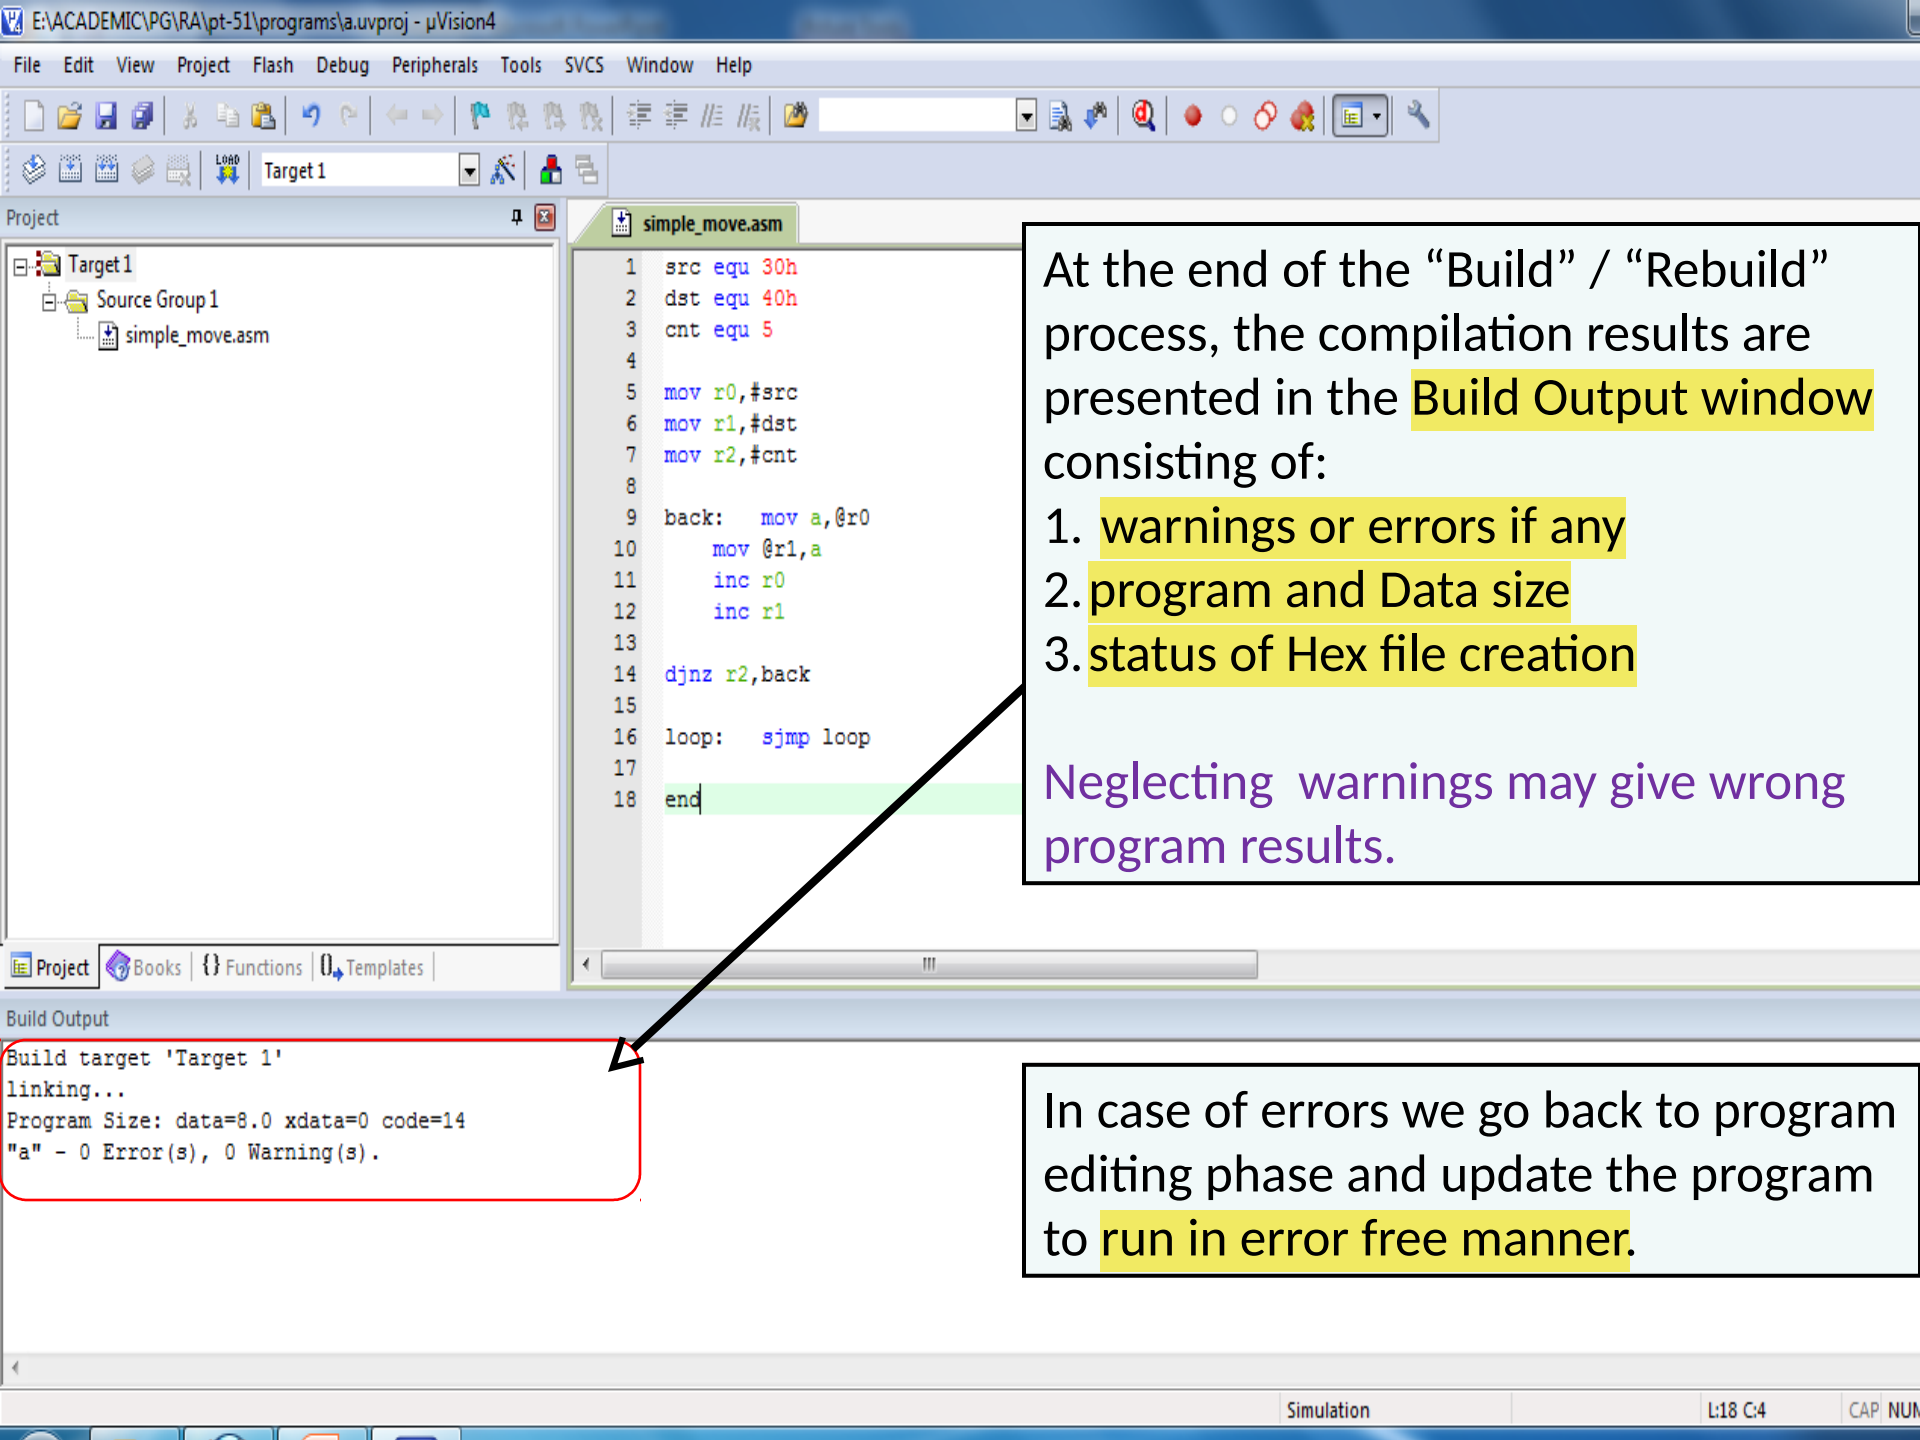 E:\ACADEMIC\PG\RA\pt-51\programs\a.uvproj - µVision4
File Edit View Project Flash Debug Peripherals Tools SVCS Window Help
LOAD Target 1
Project
Target 1
Source Group 1
simple_move.asm
Project Books {} Functions Templates
simple_move.asm
1 src equ 30h
2 dst equ 40h
3 cnt equ 5
4
5 mov r0,#src
6 mov r1,#dst
7 mov r2,#cnt
8
9 back: mov a,@r0
10 mov @r1,a
11 inc r0
12 inc r1
13
14 djnz r2,back
15
16 loop: sjmp loop
17
18 end
At the end of the “Build” / “Rebuild”
process, the compilation results are
presented in the Build Output window
consisting of:
1. warnings or errors if any
2. program and Data size
3. status of Hex file creation
Neglecting warnings may give wrong
program results.
Build Output
Build target 'Target 1'
linking...
Program Size: data=8.0 xdata=0 code=14
"a" - 0 Error(s), 0 Warning(s).
In case of errors we go back to program
editing phase and update the program
to run in error free manner.
Simulation L:18 C:4 CAP NUM